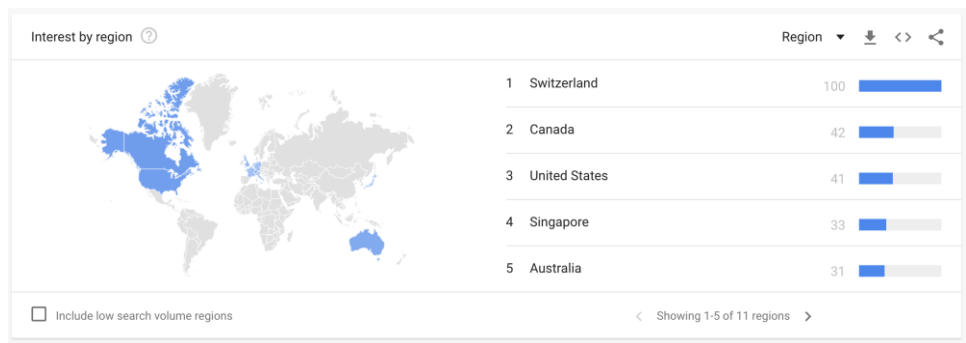 Interest by region ?
Region
1 Switzerland 100
2 Canada 42
3 United States 41
4 Singapore 33
5 Australia 31
Include low search volume regions
Showing 1-5 of 11 regions